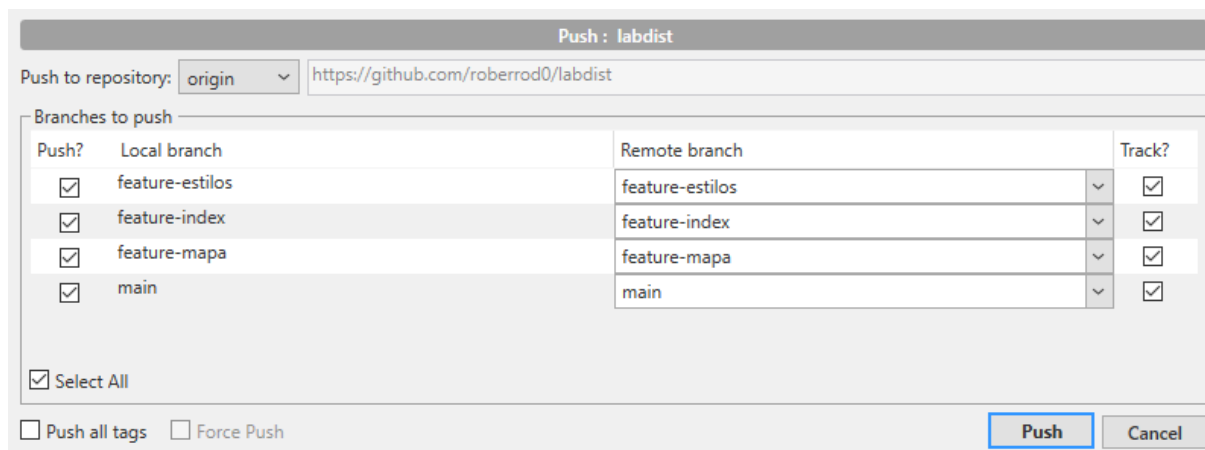 Push : labdist
Push to repository: origin https://github.com/roberrod0/labdist
Branches to push
Push? Local branch Remote branch Track?
feature-estilos feature-estilos
feature-index feature-index
feature-mapa feature-mapa
main main
Select All
Push all tags Force Push Push Cancel